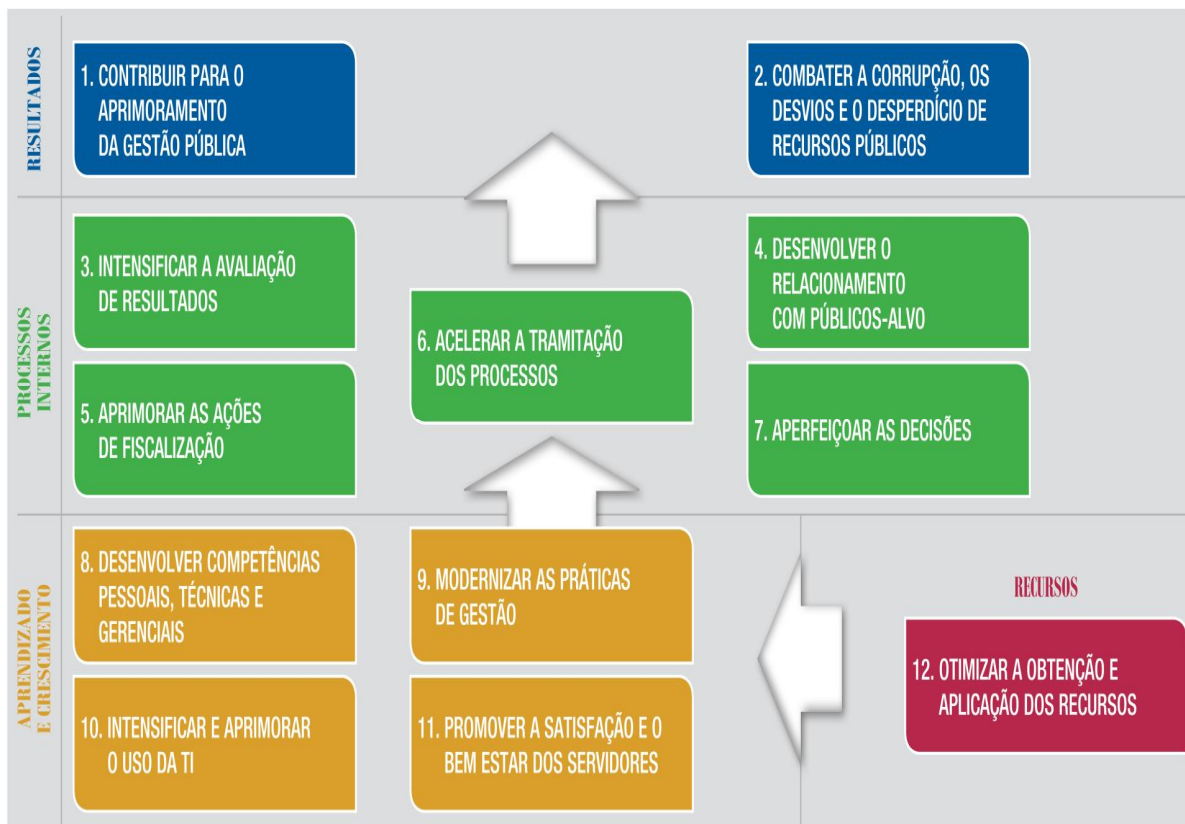 RESULTADOS
1. CONTRIBUIR PARA O
APRIMORAMENTO
DA GESTÃO PÚBLICA
2. COMBATER A CORRUPÇÃO, OS
DESVIOS E O DESPERDÍCIO DE
RECURSOS PÚBLICOS
PROCESSOS
INTERNOS
3. INTENSIFICAR A AVALIAÇÃO
DE RESULTADOS
4. DESENVOLVER O
RELACIONAMENTO
COM PÚBLICOS-ALVO
6. ACELERAR A TRAMITAÇÃO
DOS PROCESSOS
5. APRIMORAR AS AÇÕES
DE FISCALIZAÇÃO
7. APERFEIÇOAR AS DECISÕES
APRENDIZADO
E CRESCIMENTO
8. DESENVOLVER COMPETÊNCIAS
PESSOAIS, TÉCNICAS E
GERENCIAIS
9. MODERNIZAR AS PRÁTICAS
DE GESTÃO
10. INTENSIFICAR E APRIMORAR
O USO DA TI
11. PROMOVER A SATISFAÇÃO E O
BEM ESTAR DOS SERVIDORES
RECURSOS
12. OTIMIZAR A OBTENÇÃO E
APLICAÇÃO DOS RECURSOS